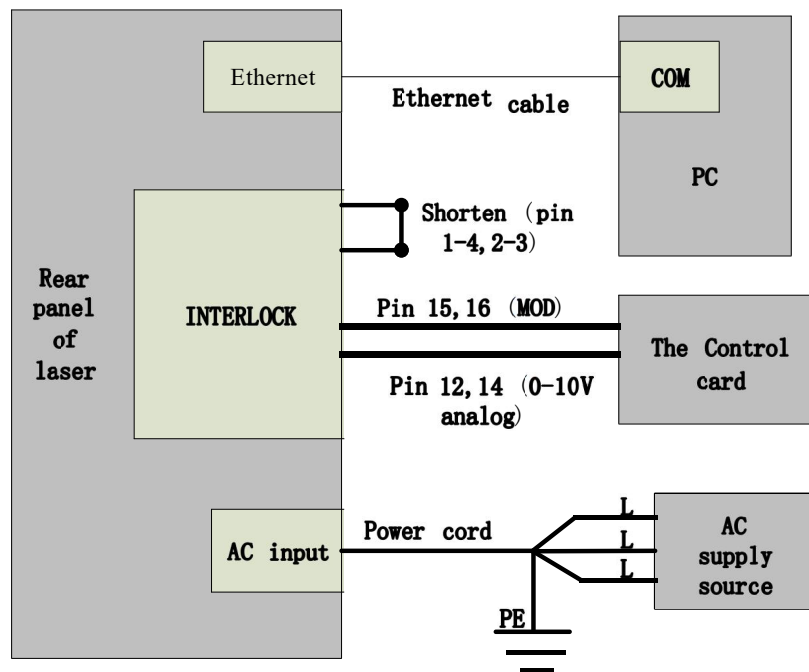 Ethernet
COM
Ethernet cable
PC
Shorten (pin
1-4, 2-3)
Rear
panel
of
laser
INTERLOCK
Pin 15, 16 (MOD)
The Control
card
Pin 12, 14 (0-10V
analog)
AC input
Power cord
L
L
L
AC
supply
source
PE